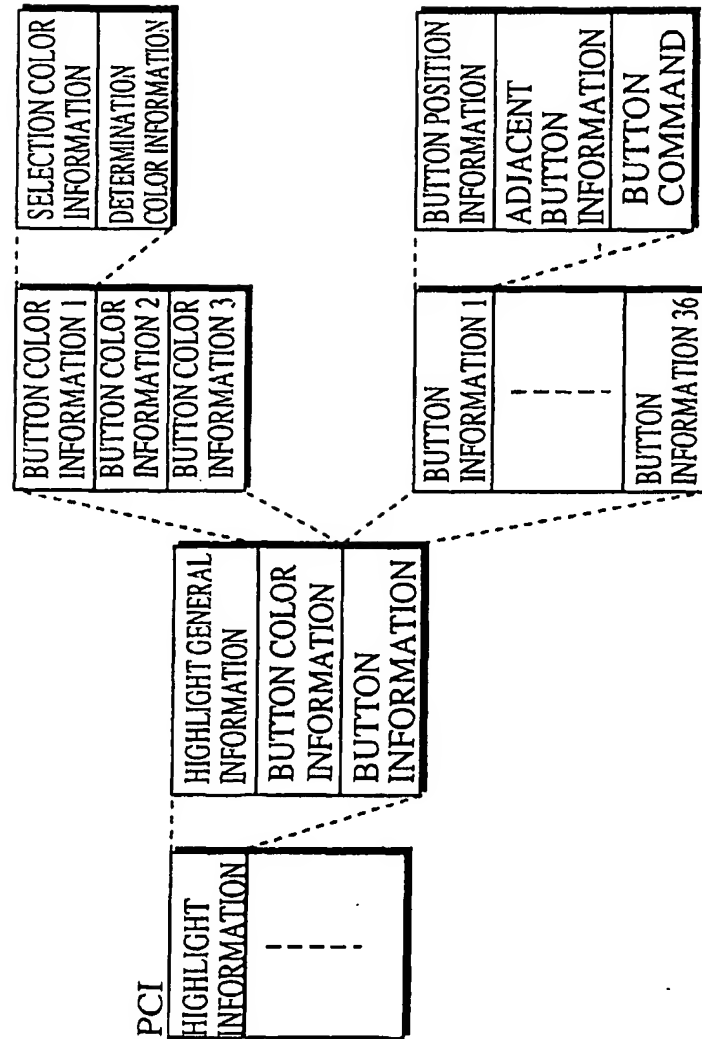 PCI
HIGHLIGHT
INFORMATION
HIGHLIGHT GENERAL
INFORMATION
BUTTON COLOR
INFORMATION
BUTTON
INFORMATION
BUTTON COLOR
INFORMATION 1
BUTTON COLOR
INFORMATION 2
BUTTON COLOR
INFORMATION 3
SELECTION COLOR
INFORMATION
DETERMINATION
COLOR INFORMATION
BUTTON
INFORMATION 1
BUTTON
INFORMATION 36
BUTTON POSITION
INFORMATION
ADJACENT
BUTTON
INFORMATION
BUTTON
COMMAND